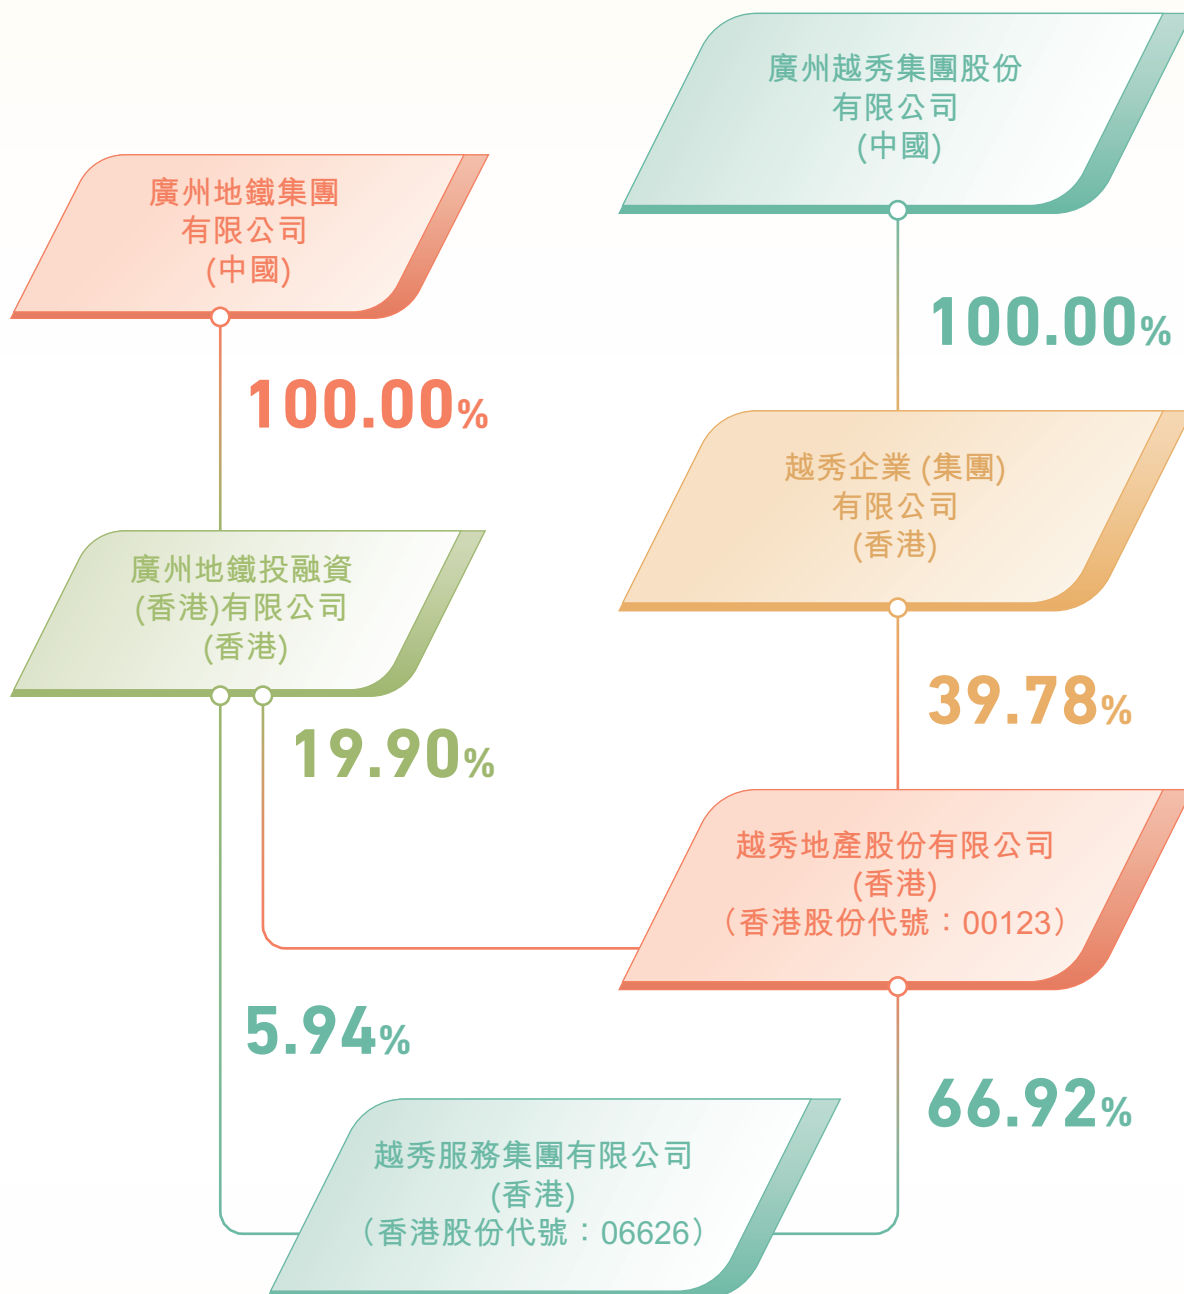 廣州越秀集團股份
有限公司
(中國)
廣州地鐵集團
有限公司
(中國)
100.00%
100.00%
越秀企業 (集團)
有限公司
(香港)
廣州地鐵投融資
(香港)有限公司
(香港)
39.78%
19.90%
越秀地產股份有限公司
(香港)
（香港股份代號：00123）
5.94%
66.92%
越秀服務集團有限公司
(香港)
（香港股份代號：06626）